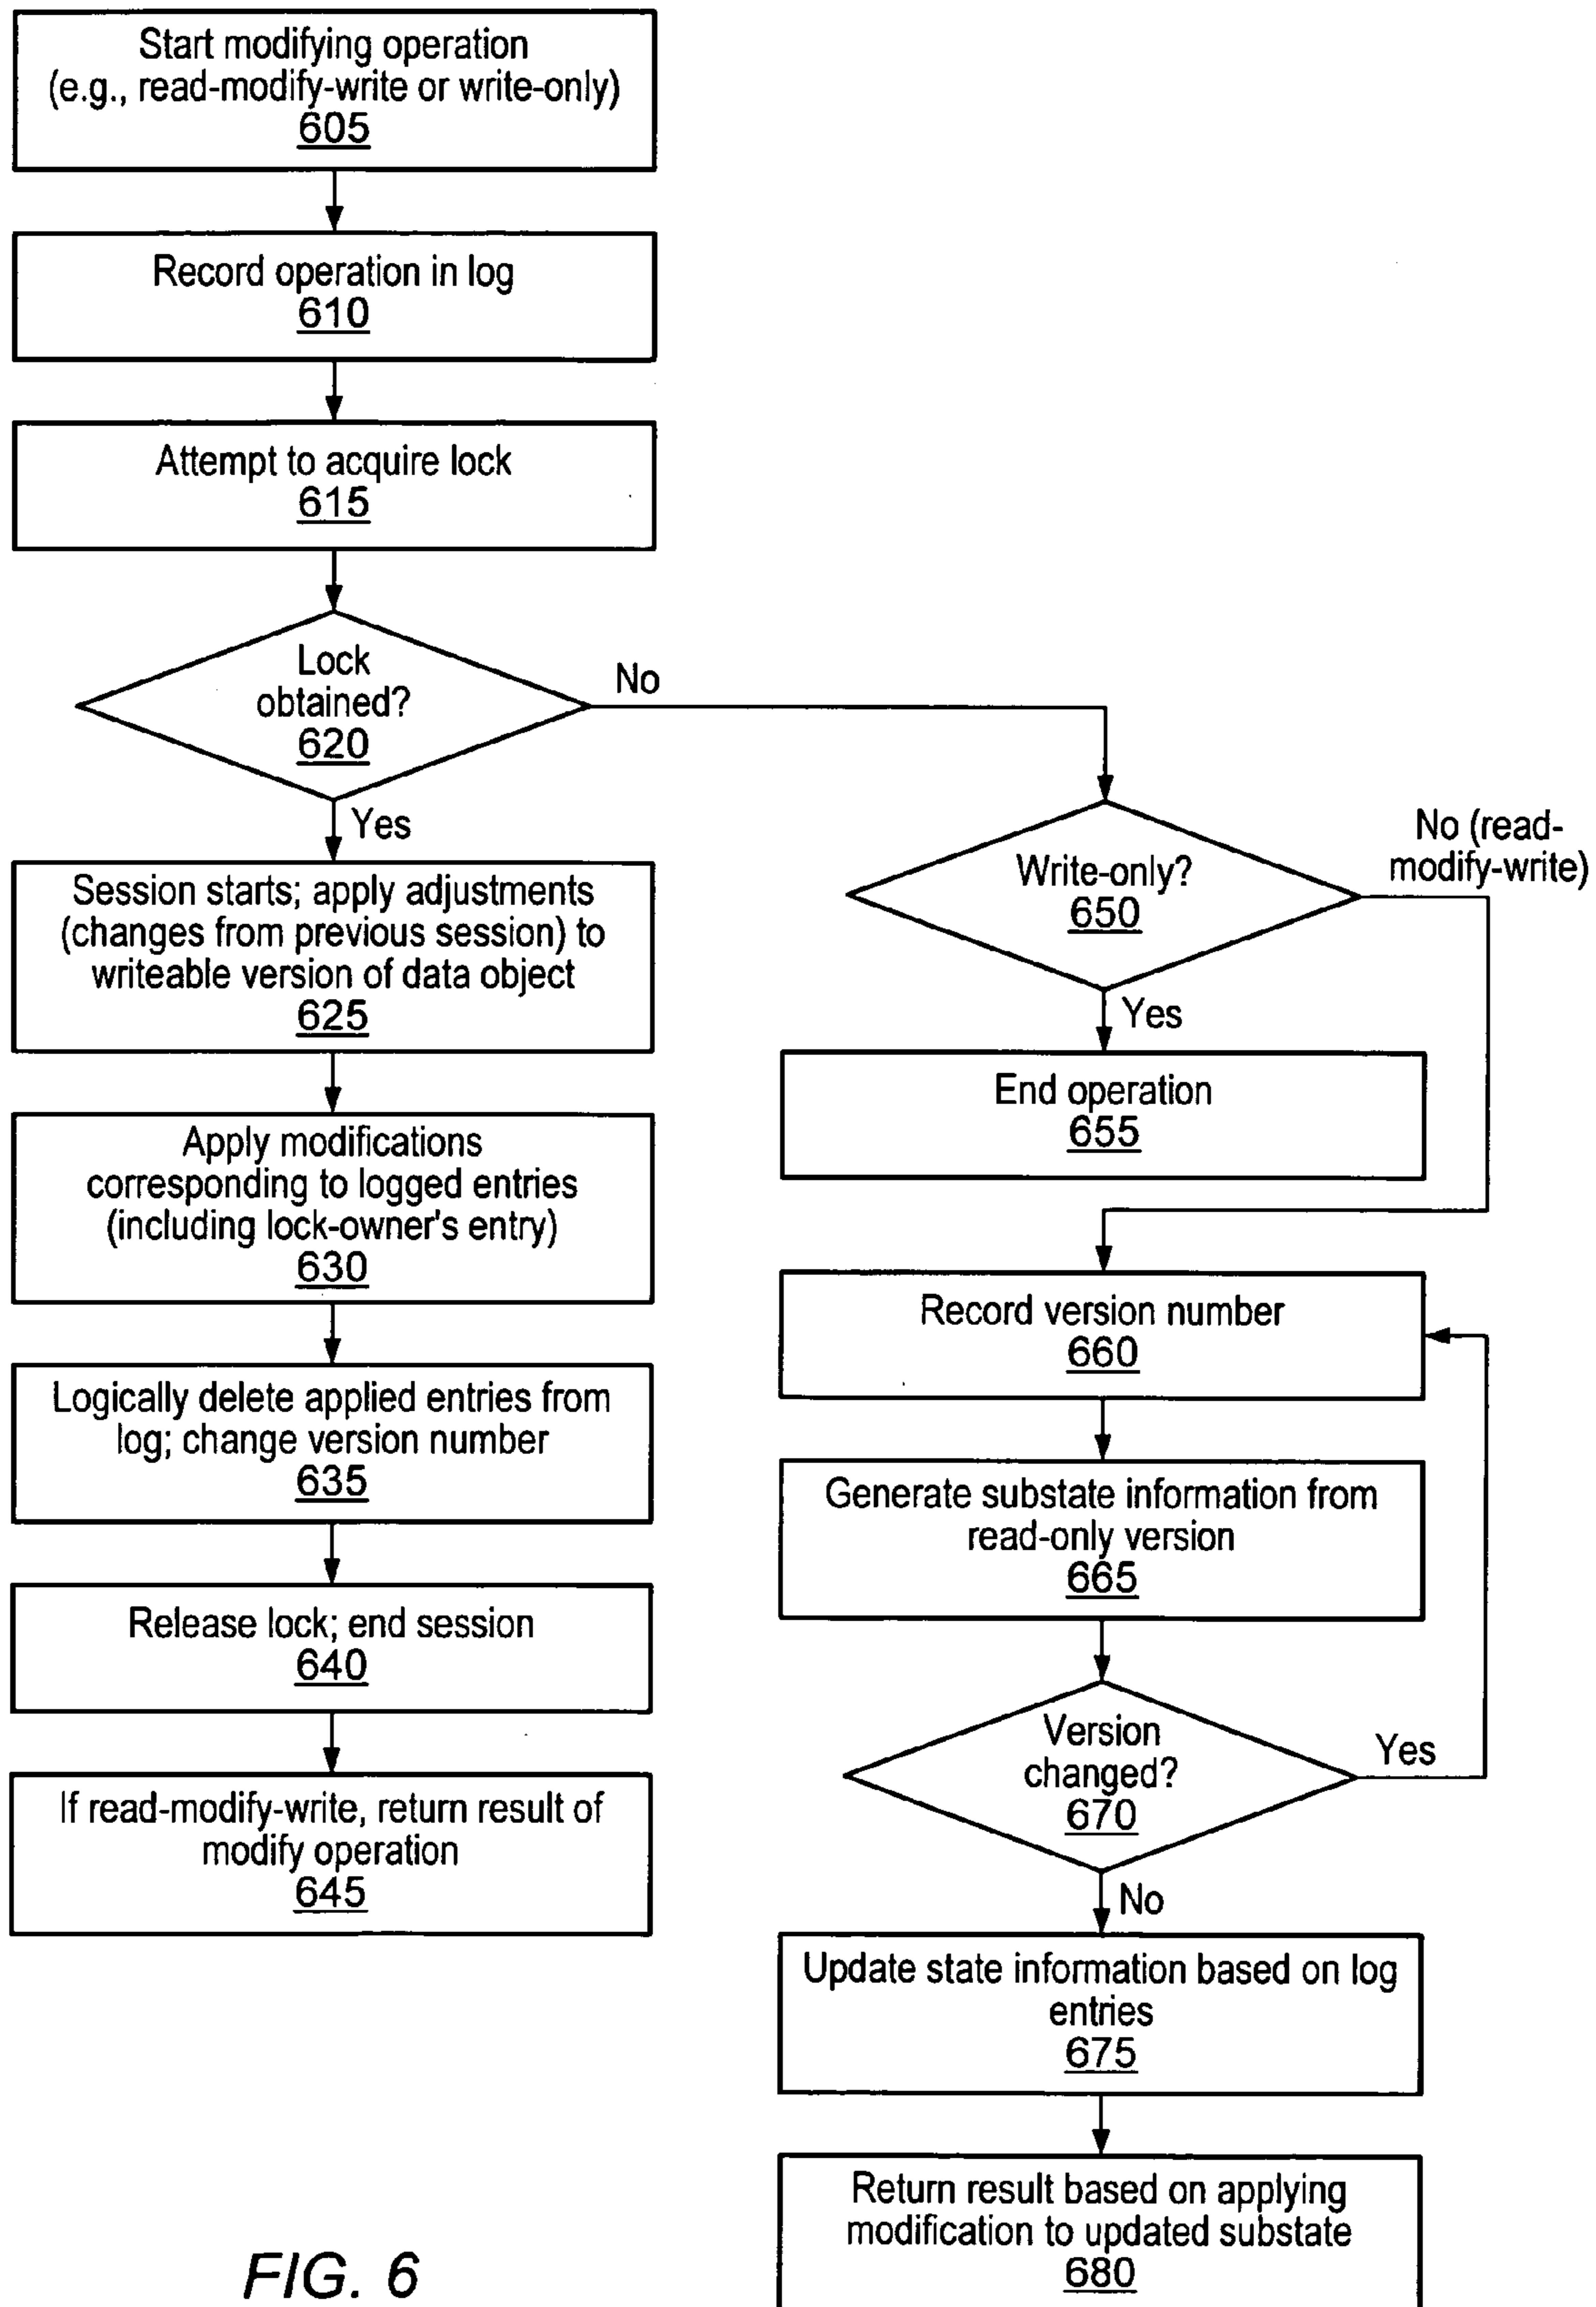 Start modifying operation
(e.g., read-modify-write or write-only)
605
Record operation in log
610
Attempt to acquire lock
615
Lock
obtained?
620
No
Yes
Session starts; apply adjustments
(changes from previous session) to
writeable version of data object
625
Apply modifications
corresponding to logged entries
(including lock-owner's entry)
630
Logically delete applied entries from
log; change version number
635
Release lock; end session
640
If read-modify-write, return result of
modify operation
645
Write-only?
650
No (read-
modify-write)
Yes
End operation
655
Record version number
660
Generate substate information from
read-only version
665
Version
changed?
670
Yes
No
Update state information based on log
entries
675
Return result based on applying
modification to updated substate
680
FIG. 6